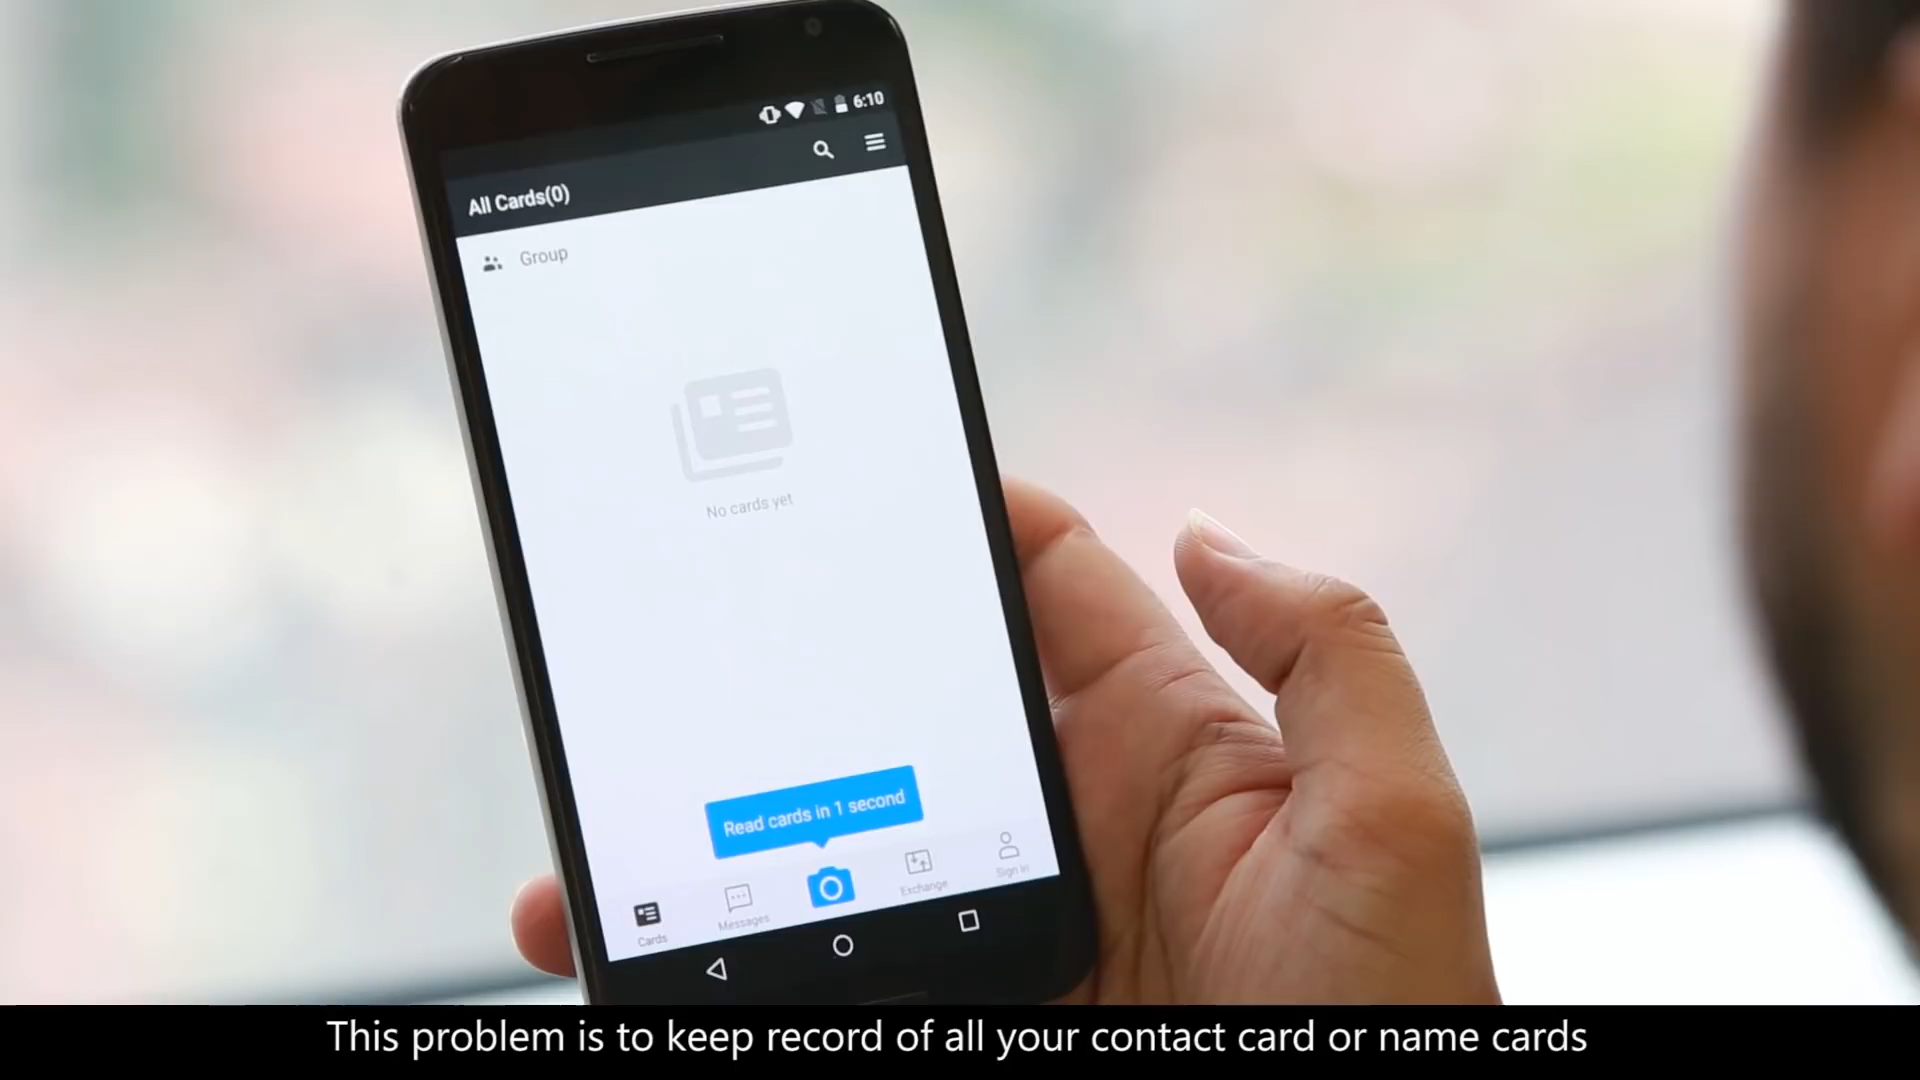 6:10
All Cards(0)
Group
No cards yet
Read cards in 1 second
Cards
Messages
Exchange
Sign In
This problem is to keep record of all your contact card or name cards